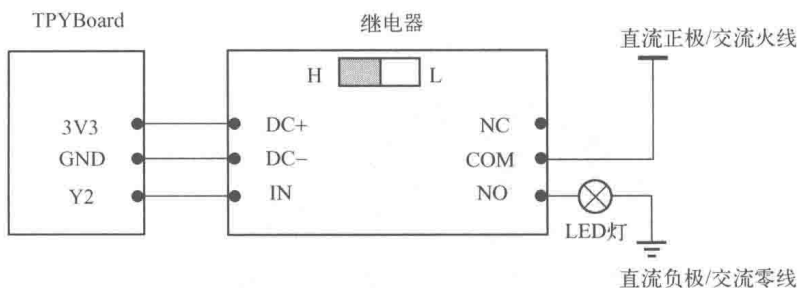 TPYBoard
继电器
直流正极/交流火线
H
L
3V3
DC+
NC
GND
DC−
COM
Y2
IN
NO
LED灯
直流负极/交流零线